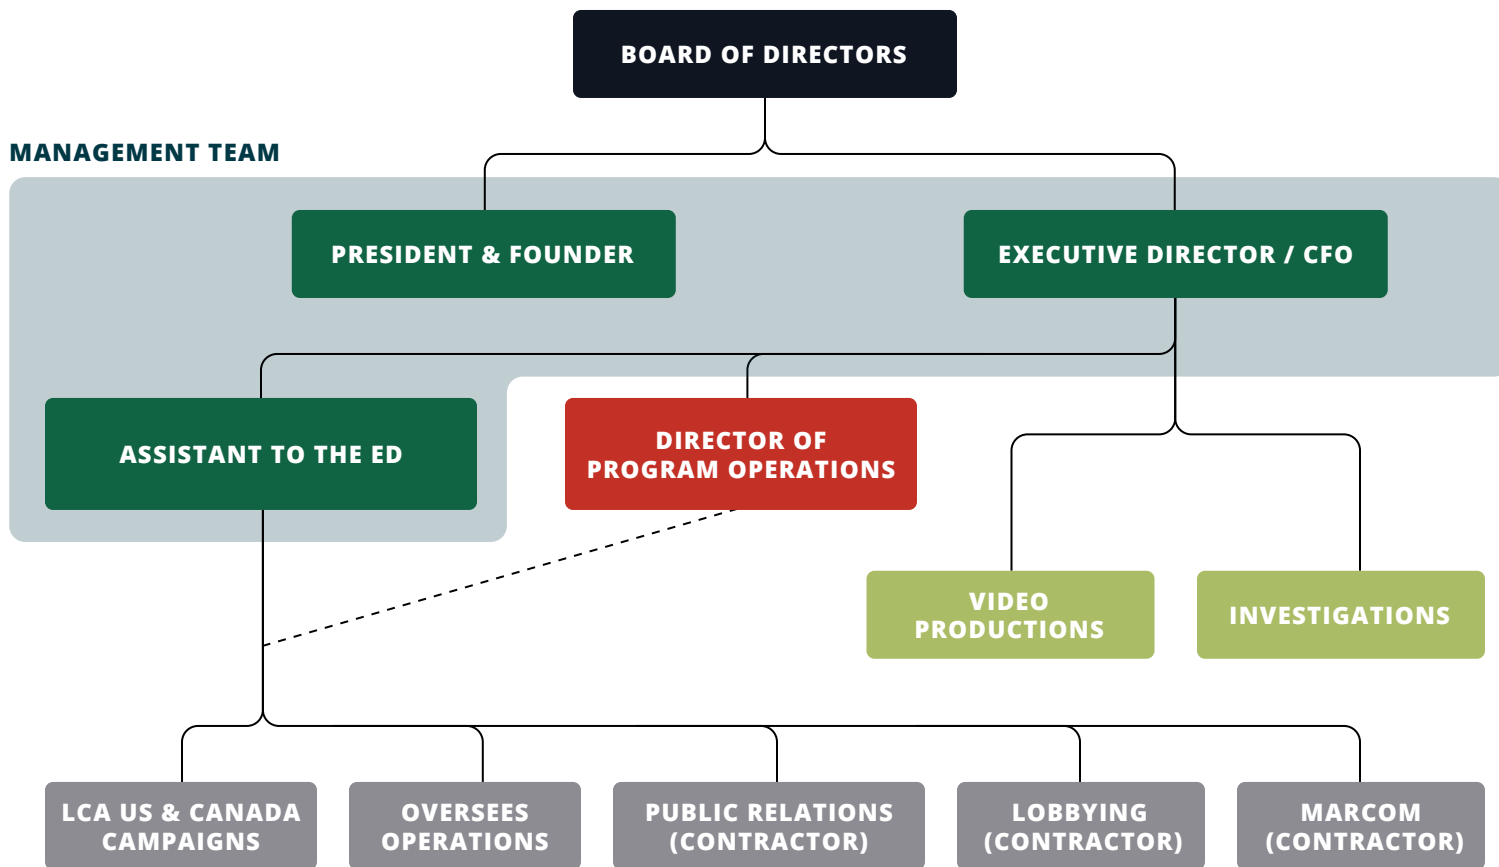 BOARD OF DIRECTORS
MANAGEMENT TEAM
PRESIDENT & FOUNDER
EXECUTIVE DIRECTOR / CFO
ASSISTANT TO THE ED
DIRECTOR OF
PROGRAM OPERATIONS
VIDEO
PRODUCTIONS
INVESTIGATIONS
LCA US & CANADA
CAMPAIGNS
OVERSEES
OPERATIONS
PUBLIC RELATIONS
(CONTRACTOR)
LOBBYING
(CONTRACTOR)
MARCOM
(CONTRACTOR)